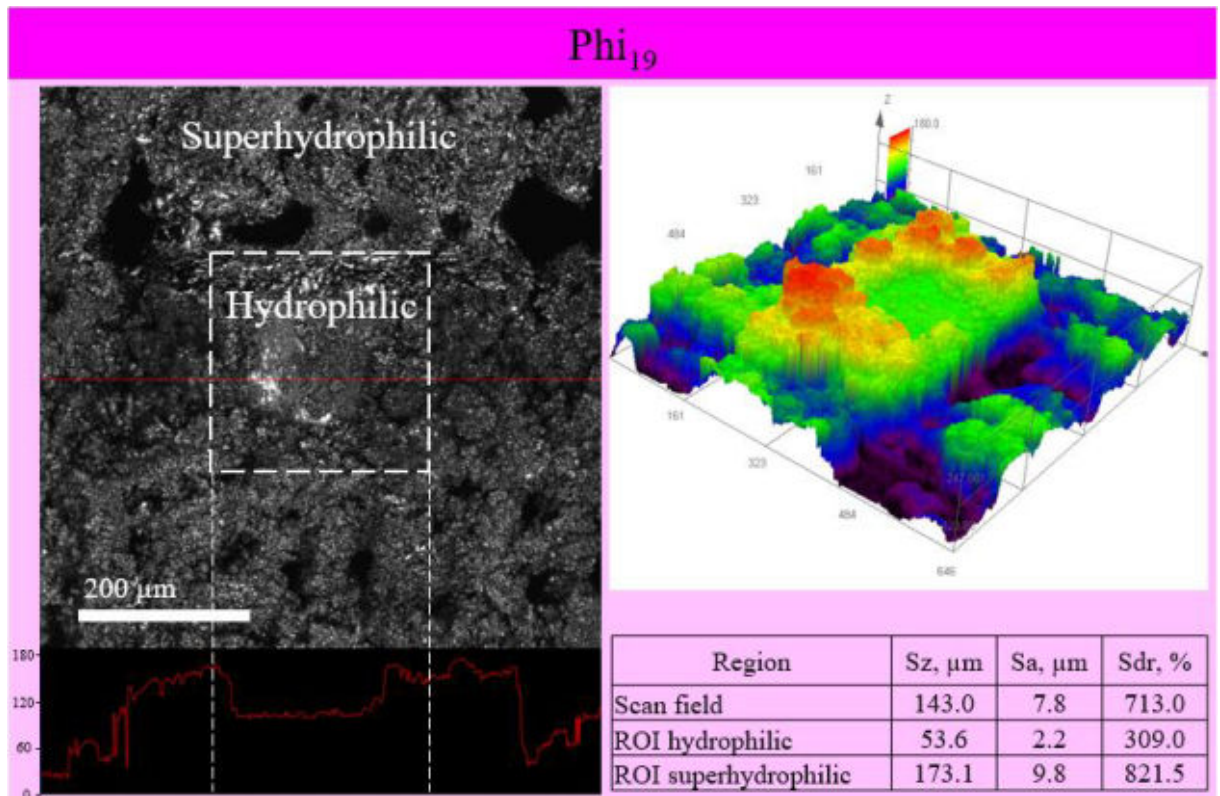 Phi₁₉
Superhydrophilic
Hydrophilic
200 µm
180
120
60
0
Z
180.0
161
323
484
161
323
484
646
Region Sz, µm Sa, µm Sdr, %
Scan field 143.0 7.8 713.0
ROI hydrophilic 53.6 2.2 309.0
ROI superhydrophilic 173.1 9.8 821.5